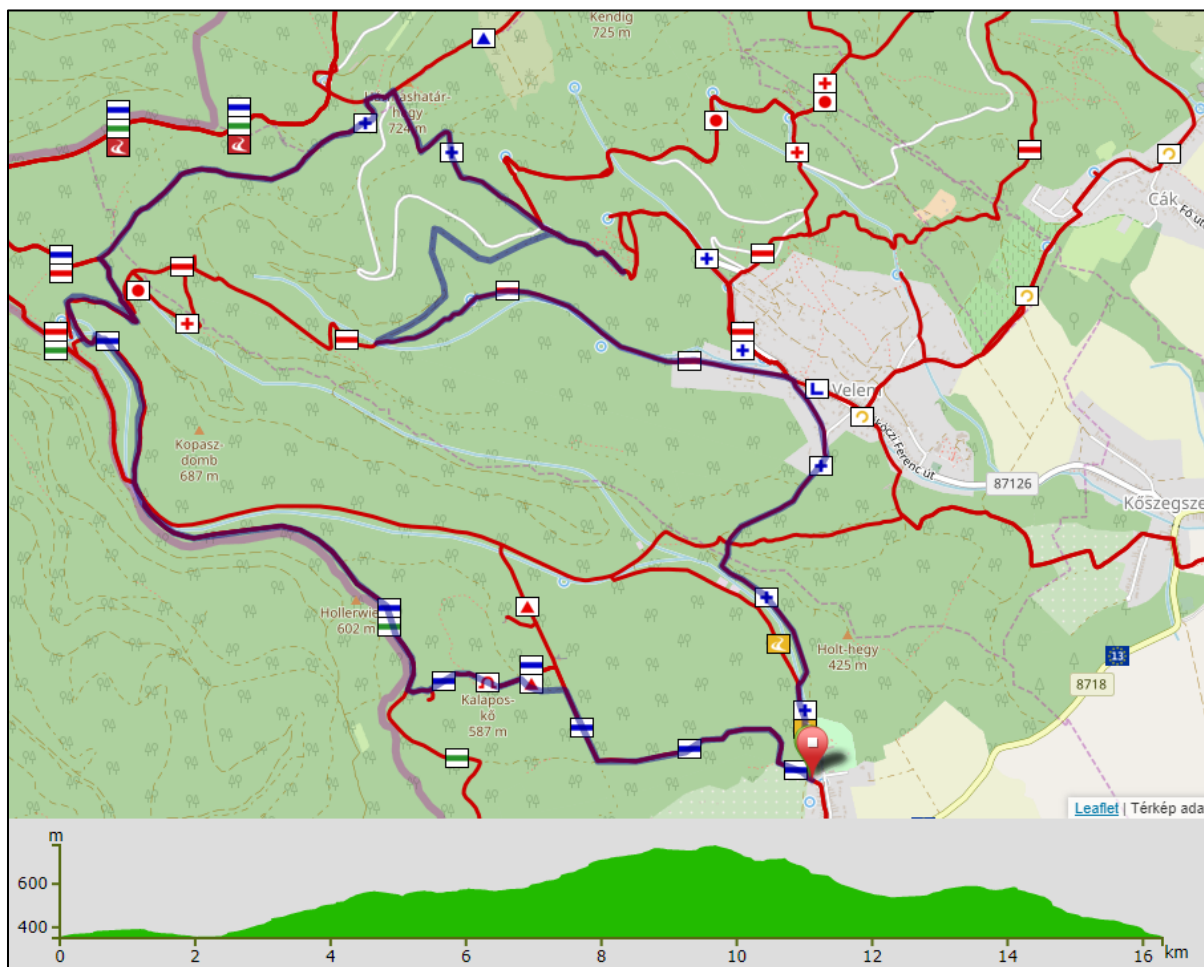 Kendig
725 m
hegy
724 m
Cák
Fő út
Velem
Rákóczi Ferenc út
87126
Kőszegsze
Kopasz-
domb
687 m
602 m
Holt-hegy
425 m
13
8718
Kalapos-
kő
587 m
Leaflet | Térkép ada
m
600
400
0
2
4
6
8
10
12
14
16
km